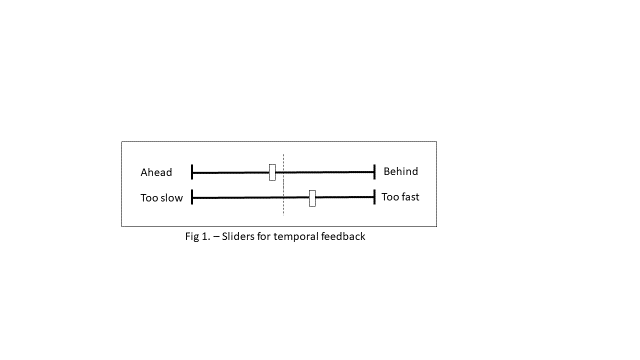 Ahead Behind
Too slow Too fast
Fig 1. – Sliders for temporal feedback